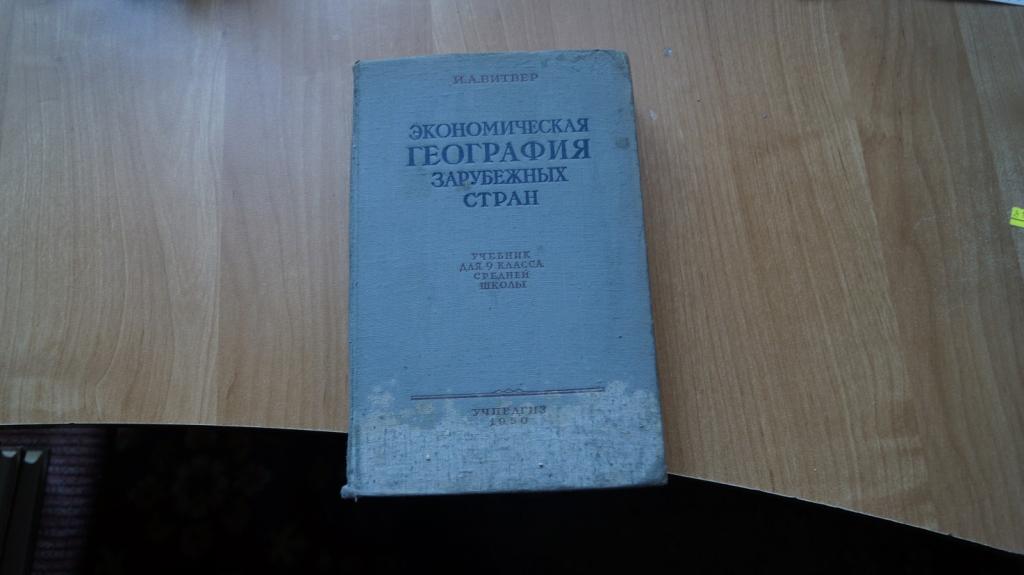 И.А.ВИТВЕР
ЭКОНОМИЧЕСКАЯ
ГЕОГРАФИЯ
ЗАРУБЕЖНЫХ
СТРАН
УЧЕБНИК
ДЛЯ 9 КЛАССА
СРЕДНЕЙ
ШКОЛЫ
УЧПЕДГИЗ
1950